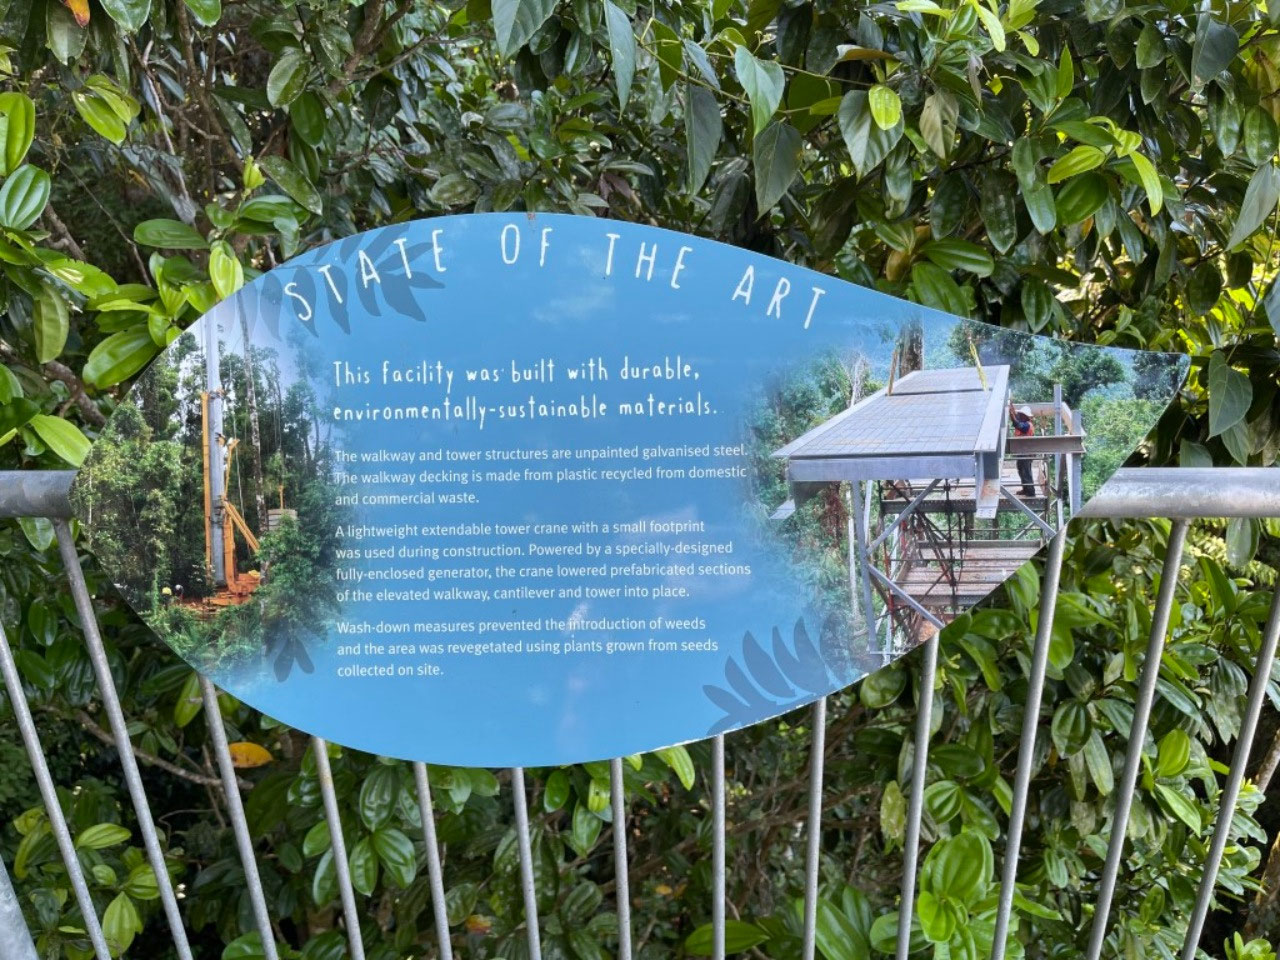 STATE OF THE ART
This facility was built with durable,
environmentally-sustainable materials.
The walkway and tower structures are unpainted galvanised steel.
The walkway decking is made from plastic recycled from domestic
and commercial waste.
A lightweight extendable tower crane with a small footprint
was used during construction. Powered by a specially-designed
fully-enclosed generator, the crane lowered prefabricated sections
of the elevated walkway, cantilever and tower into place.
Wash-down measures prevented the introduction of weeds
and the area was revegetated using plants grown from seeds
collected on site.